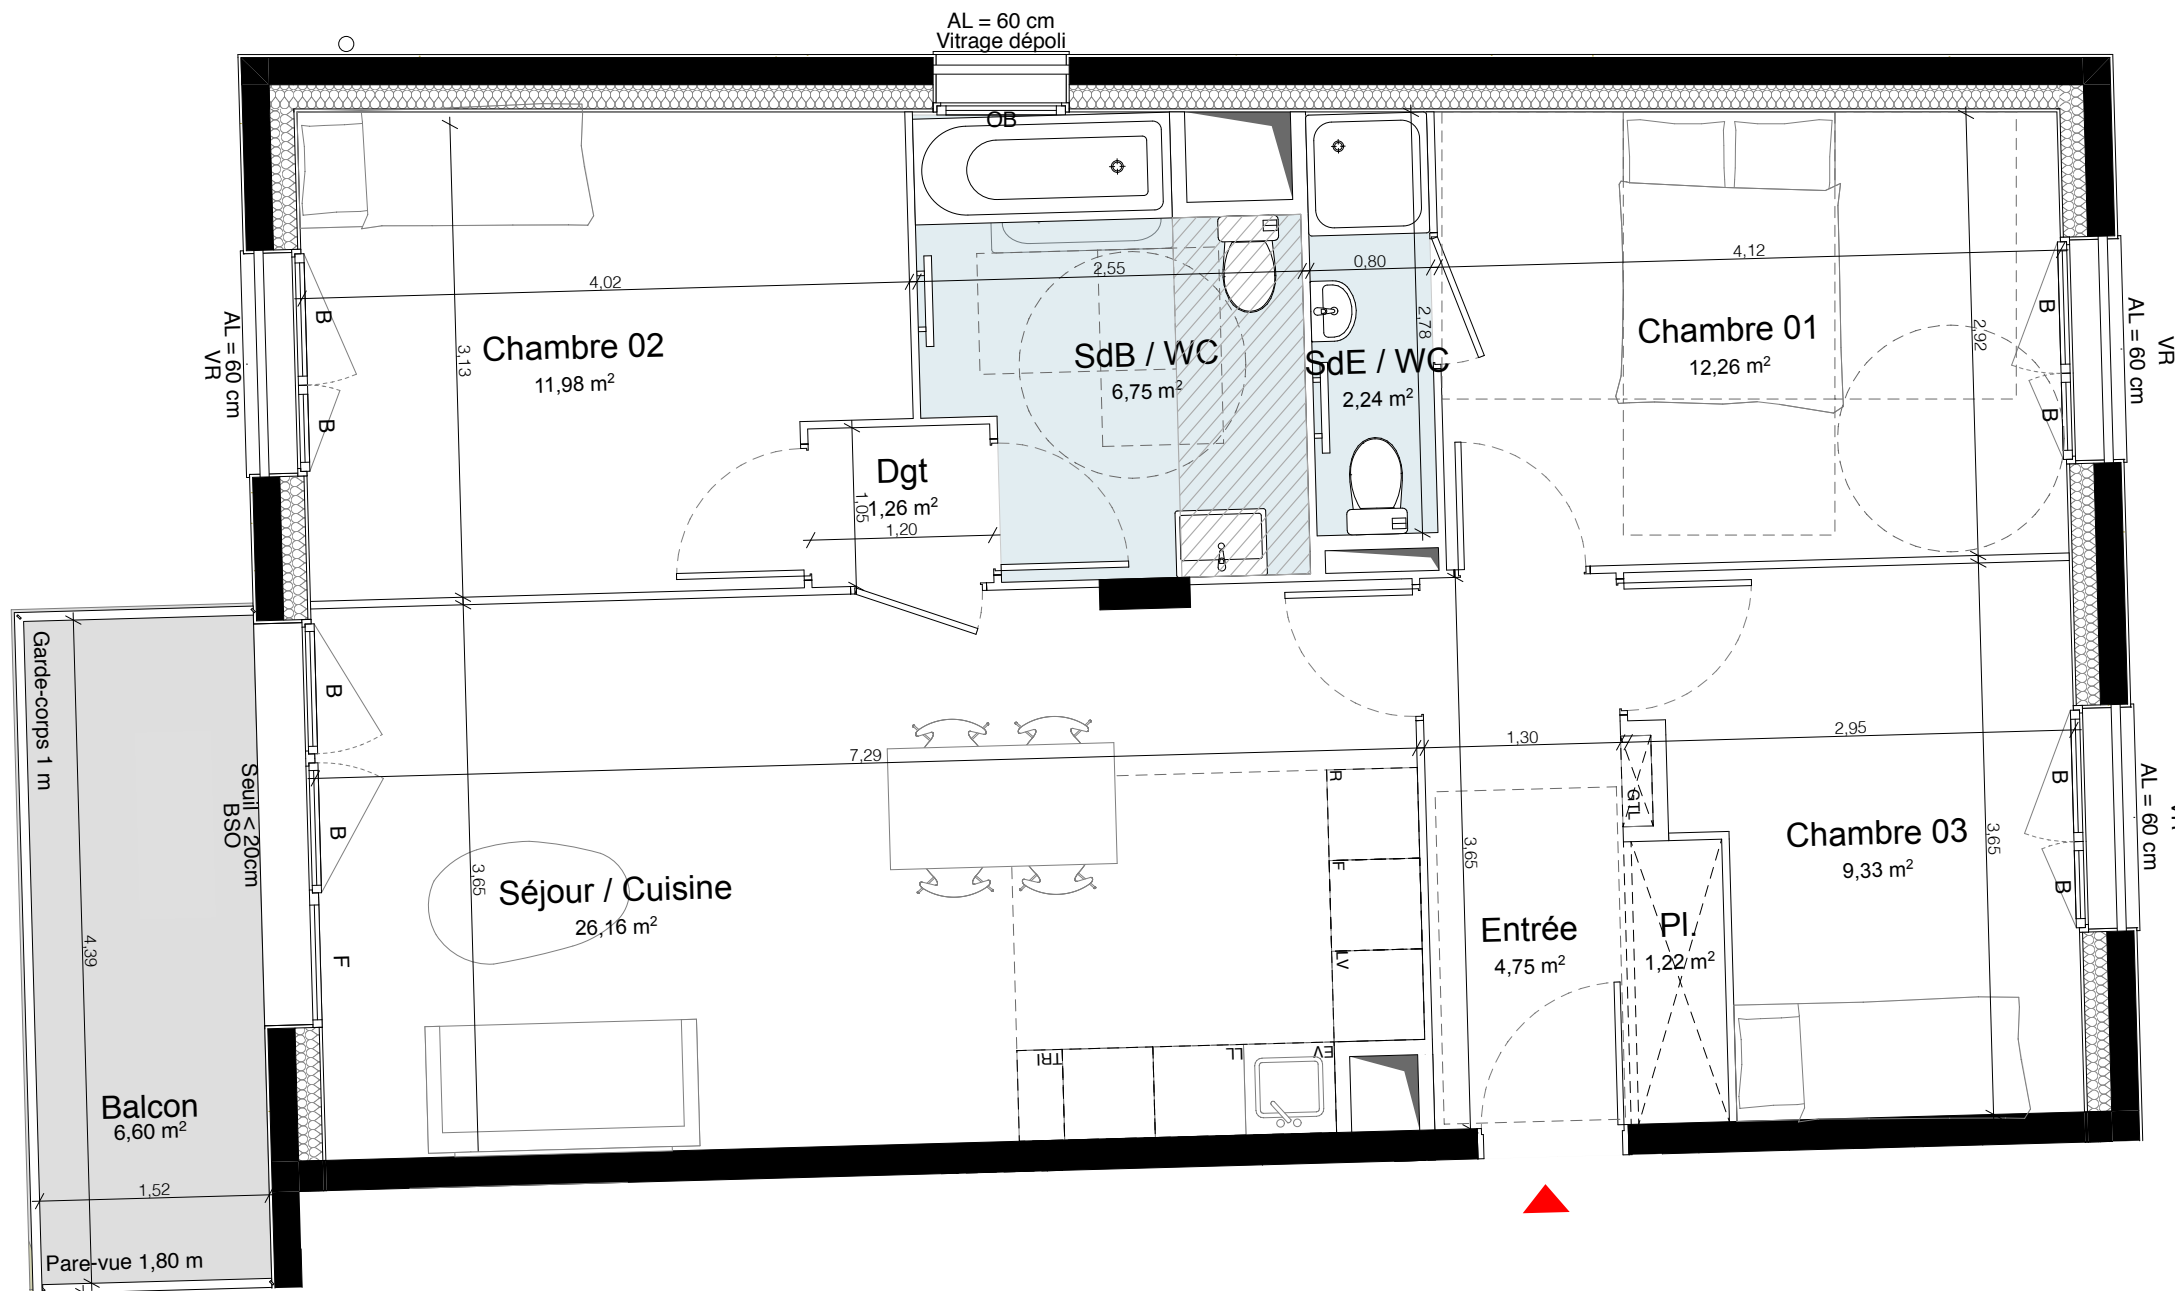 AL = 60 cm
Vitrage dépoli
OB
4,02
2,55
0,80
4,12
B
AL = 60 cm
VR
B
Chambre 02
11,98 m²
3,13
SdB / WC
6,75 m²
2,78
SdE / WC
2,24 m²
Chambre 01
12,26 m²
2,92
B
B
AL = 60 cm
VR
Dgt
1,26 m²
1,05
1,20
Garde-corps 1 m
B
7,29
1,30
2,95
Seuil < 20cm
BSO
B
R
GTL
B
AL = 60 cm
Séjour / Cuisine
26,16 m²
3,65
F
3,65
Chambre 03
9,33 m²
3,65
B
4,39
F
LV
Entrée
4,75 m²
Pl.
1,22 m²
TRI
LL
EV
Balcon
6,60 m²
1,52
Pare-vue 1,80 m